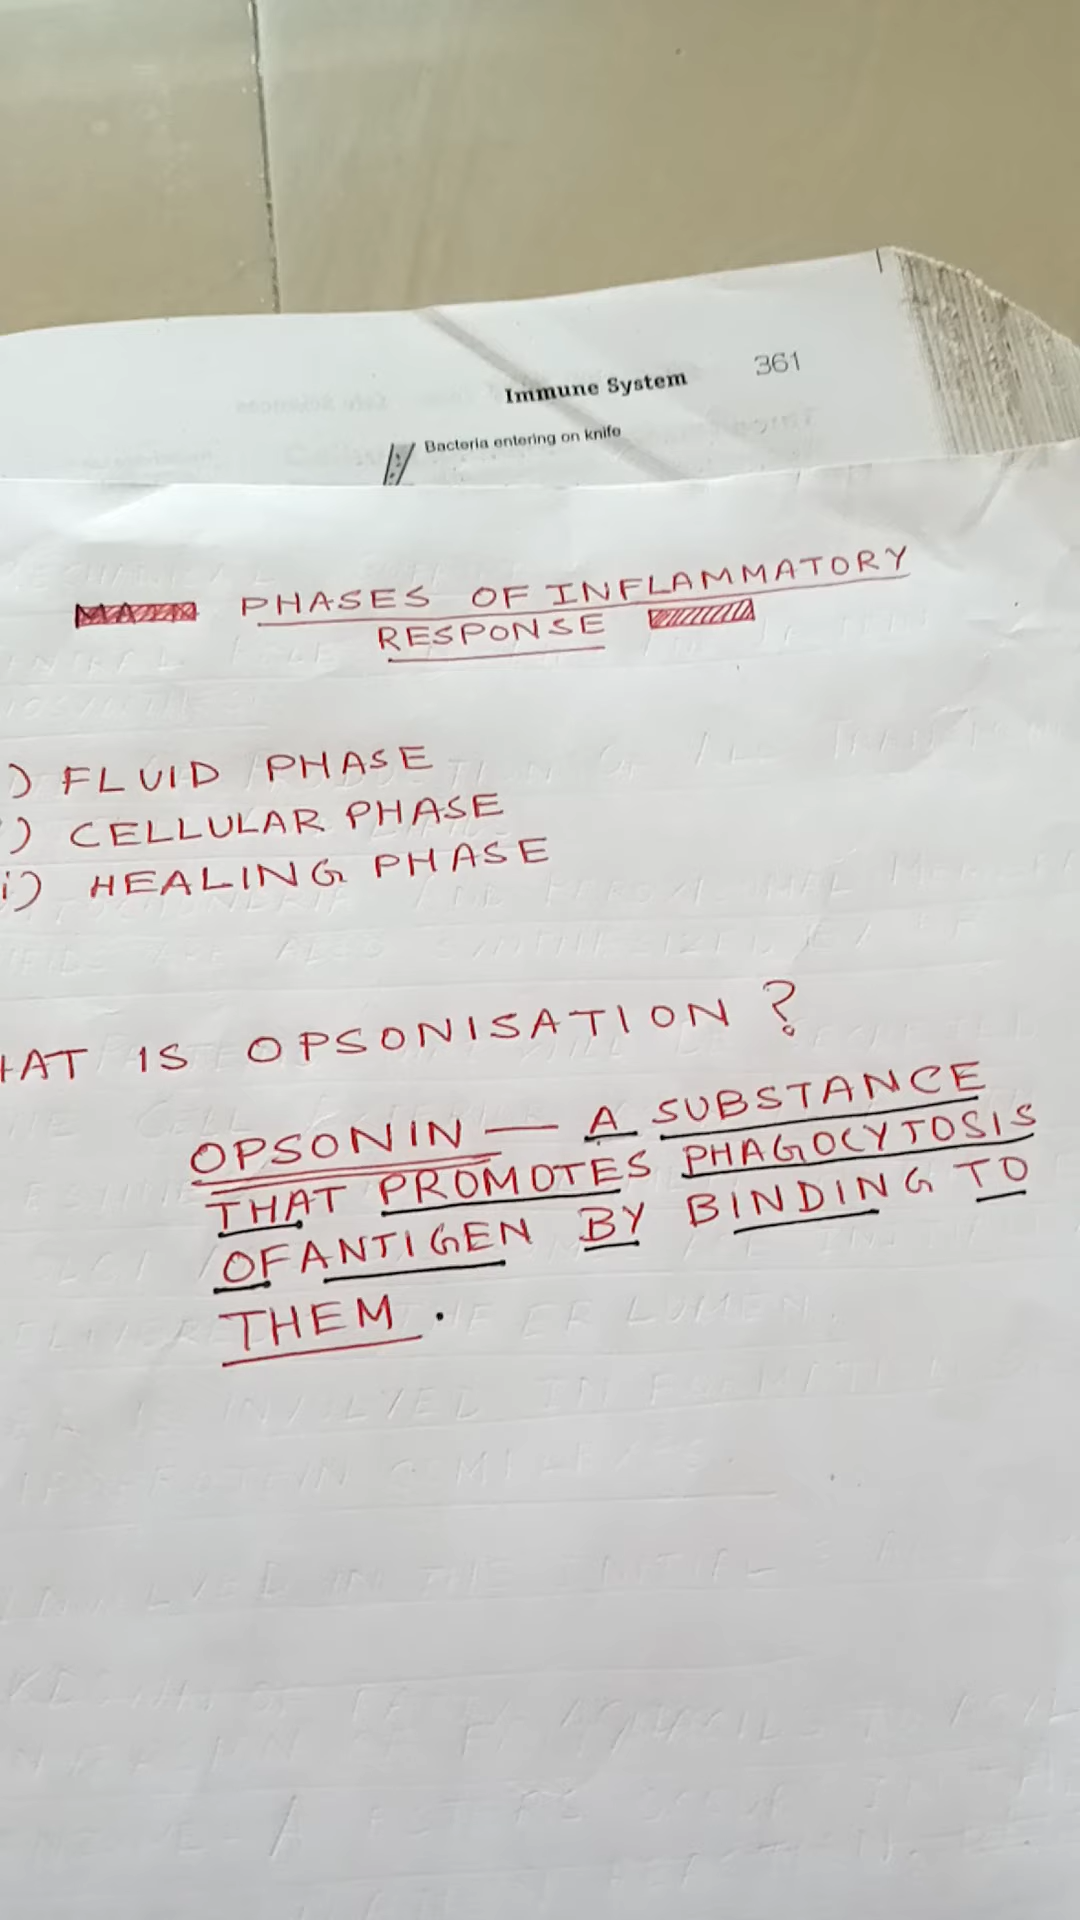 361
Immune System
Bacteria entering on knife
PHASES OF INFLAMMATORY
RESPONSE
) FLUID PHASE
) CELLULAR PHASE
i) HEALING PHASE
HAT IS OPSONISATION ?
OPSONIN — A SUBSTANCE
THAT PROMOTES PHAGOCYTOSIS
OF ANTIGEN BY BINDING TO
THEM .